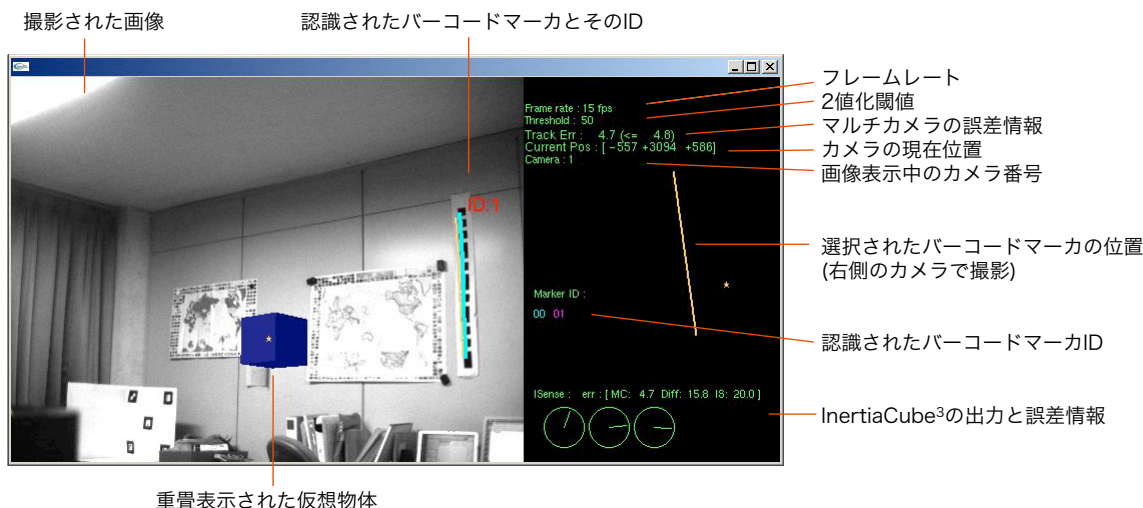 撮影された画像
認識されたバーコードマーカとそのID
Frame rate : 15 fps
Threshold : 50
Track Err : 4.7 (<= 4.8)
Current Pos : [ -557 +3094 +586]
Camera : 1
ID:1
Marker ID :
00 01
ISense : err : [ MC: 4.7 Diff: 15.8 IS: 20.0 ]
フレームレート
2値化閾値
マルチカメラの誤差情報
カメラの現在位置
画像表示中のカメラ番号
選択されたバーコードマーカの位置
(右側のカメラで撮影)
認識されたバーコードマーカID
InertiaCube³の出力と誤差情報
重畳表示された仮想物体